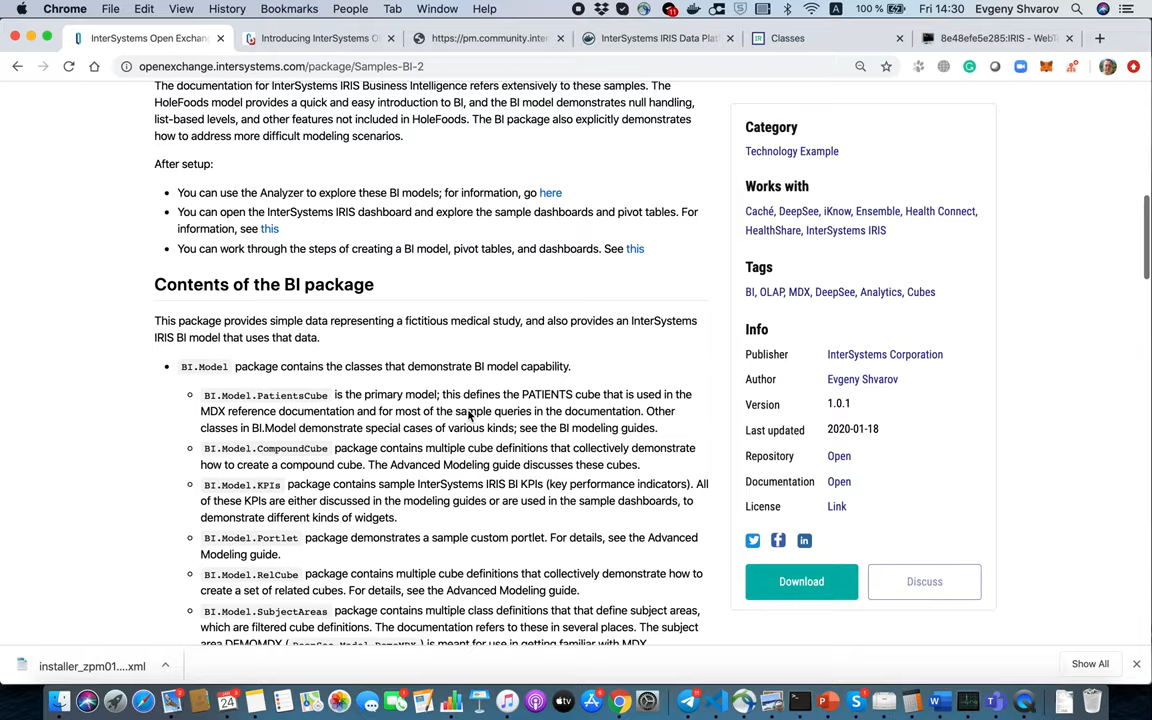 Chrome File Edit View History Bookmarks People Tab Window Help 11 100 % Fri 14:30 Evgeny Shvarov
InterSystems Open Exchan × Introducing InterSystems O × https://pm.community.inte × InterSystems IRIS Data Plat × Classes × 8e48efe5e285:IRIS - WebT × +
openexchange.intersystems.com/package/Samples-BI-2
The documentation for InterSystems IRIS Business Intelligence refers extensively to these samples. The
HoleFoods model provides a quick and easy introduction to BI, and the BI model demonstrates null handling,
list-based levels, and other features not included in HoleFoods. The BI package also explicitly demonstrates
how to address more difficult modeling scenarios.
After setup:
• You can use the Analyzer to explore these BI models; for information, go here
• You can open the InterSystems IRIS dashboard and explore the sample dashboards and pivot tables. For
information, see this
• You can work through the steps of creating a BI model, pivot tables, and dashboards. See this
Contents of the BI package
This package provides simple data representing a fictitious medical study, and also provides an InterSystems
IRIS BI model that uses that data.
• BI.Model package contains the classes that demonstrate BI model capability.
BI.Model.PatientsCube is the primary model; this defines the PATIENTS cube that is used in the
MDX reference documentation and for most of the sample queries in the documentation. Other
classes in BI.Model demonstrate special cases of various kinds; see the BI modeling guides.
BI.Model.CompoundCube package contains multiple cube definitions that collectively demonstrate
how to create a compound cube. The Advanced Modeling guide discusses these cubes.
BI.Model.KPIs package contains sample InterSystems IRIS BI KPIs (key performance indicators). All
of these KPIs are either discussed in the modeling guides or are used in the sample dashboards, to
demonstrate different kinds of widgets.
BI.Model.Portlet package demonstrates a sample custom portlet. For details, see the Advanced
Modeling guide.
BI.Model.RelCube package contains multiple cube definitions that collectively demonstrate how to
create a set of related cubes. For details, see the Advanced Modeling guide.
BI.Model.SubjectAreas package contains multiple class definitions that that define subject areas,
which are filtered cube definitions. The documentation refers to these in several places. The subject
area DEMOMDX ( DeepSee.Model.DemoMDX ) is meant for use in getting familiar with MDX.
Category
Technology Example
Works with
Caché, DeepSee, iKnow, Ensemble, Health Connect,
HealthShare, InterSystems IRIS
Tags
BI, OLAP, MDX, DeepSee, Analytics, Cubes
Info
Publisher InterSystems Corporation
Author Evgeny Shvarov
Version 1.0.1
Last updated 2020-01-18
Repository Open
Documentation Open
License Link
Download Discuss
installer_zpm01....xml Show All